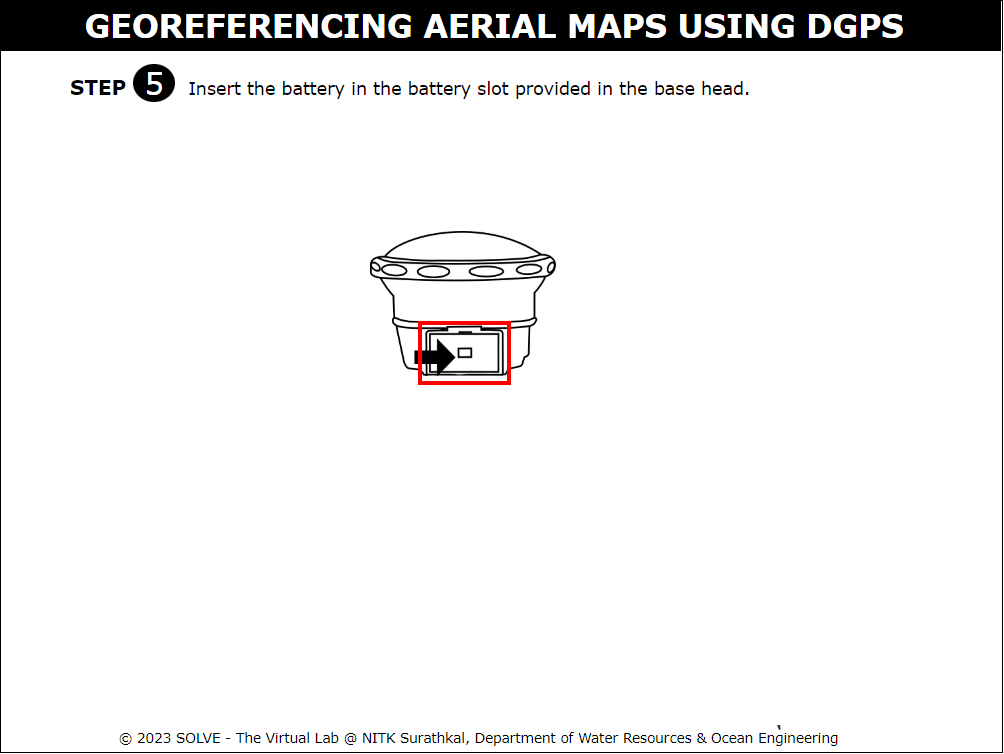 GEOREFERENCING AERIAL MAPS USING DGPS
STEP 5 Insert the battery in the battery slot provided in the base head.
© 2023 SOLVE - The Virtual Lab @ NITK Surathkal, Department of Water Resources & Ocean Engineering